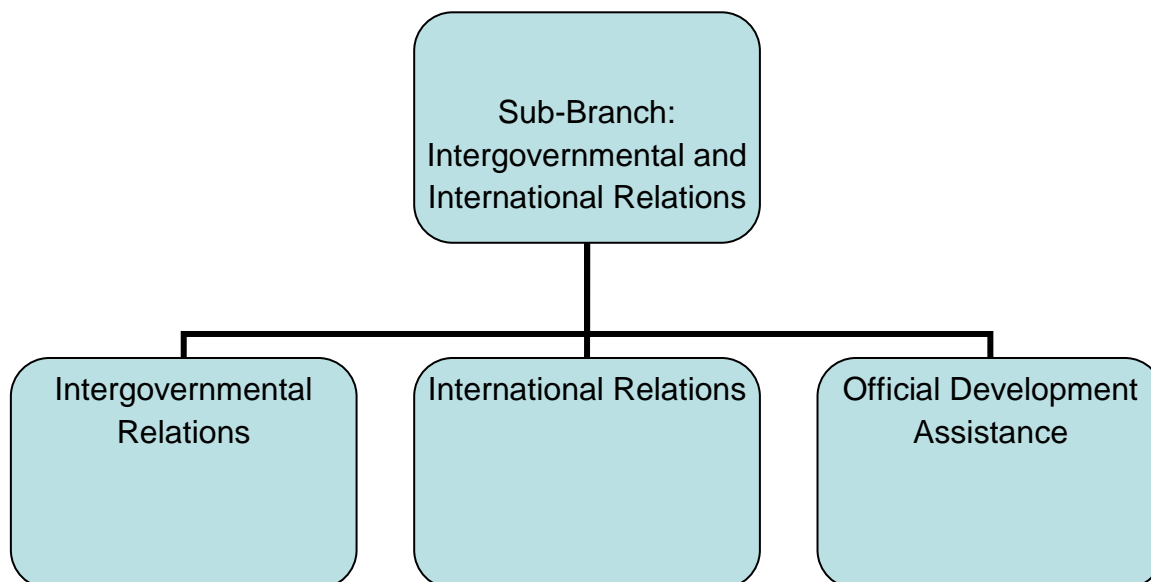 Sub-Branch:
Intergovernmental and
International Relations
Intergovernmental
Relations
International Relations
Official Development
Assistance